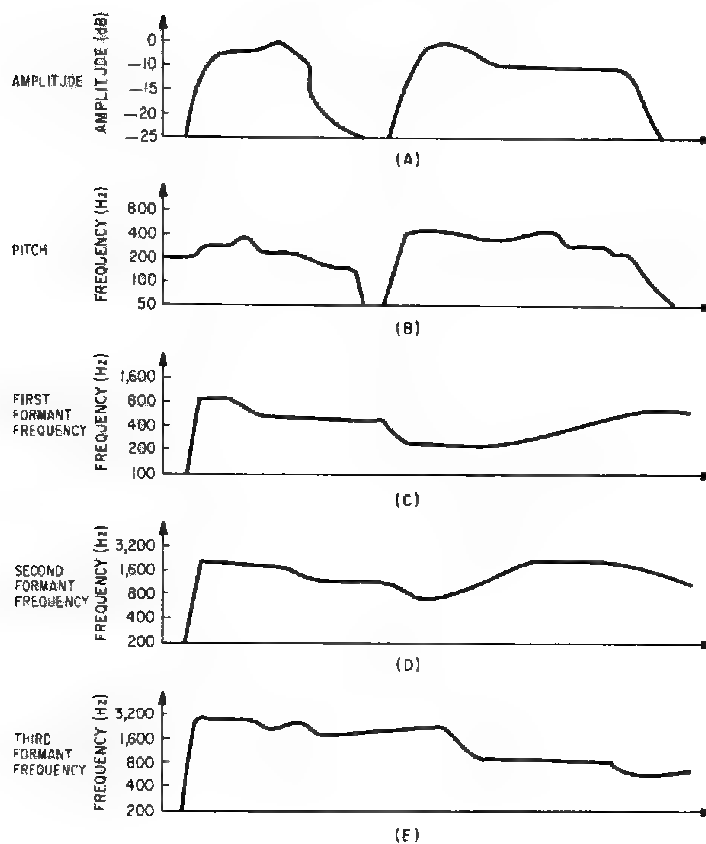 AMPLITUDE
AMPLITUDE (dB)
0
−10
−15
−20
−25
(A)
PITCH
FREQUENCY (Hz)
800
400
200
100
50
(B)
FIRST
FORMANT
FREQUENCY
FREQUENCY (Hz)
1,600
800
400
200
100
(C)
SECOND
FORMANT
FREQUENCY
FREQUENCY (Hz)
3,200
1,600
800
400
200
(D)
THIRD
FORMANT
FREQUENCY
FREQUENCY (Hz)
3,200
1,600
800
400
200
(E)